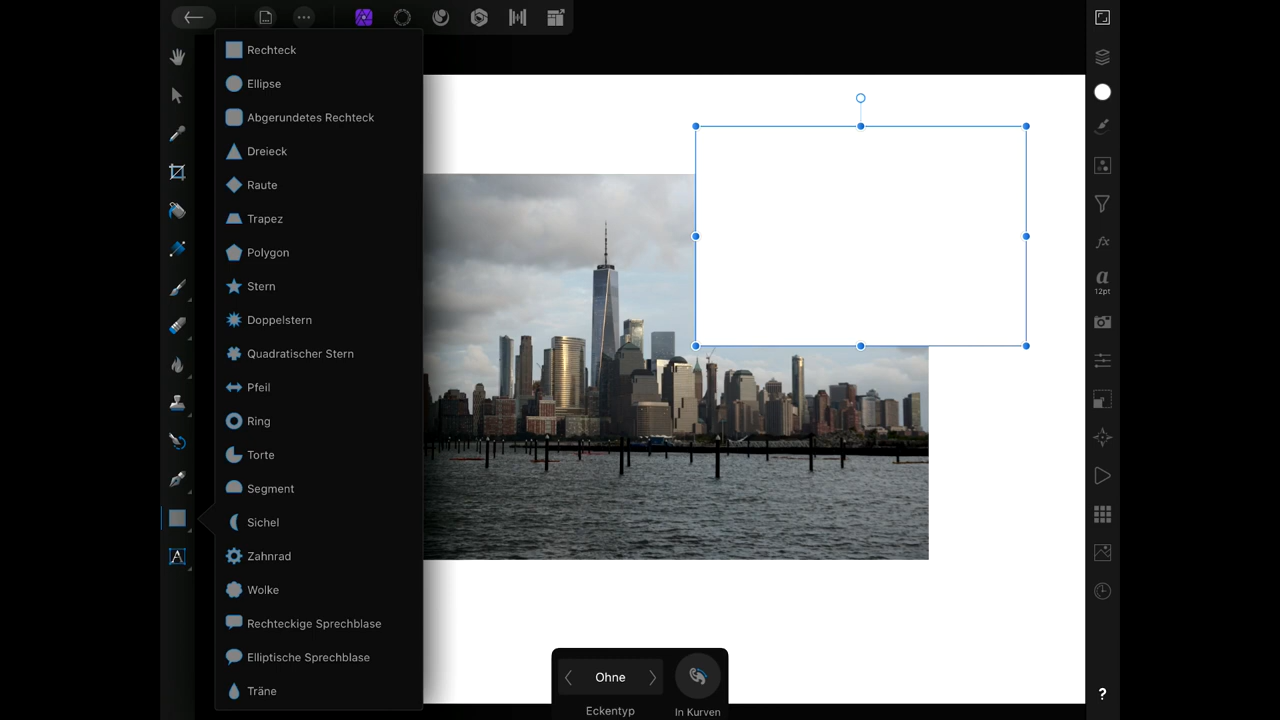 Rechteck
Ellipse
Abgerundetes Rechteck
Dreieck
Raute
Trapez
Polygon
Stern
Doppelstern
Quadratischer Stern
Pfeil
Ring
Torte
Segment
Sichel
Zahnrad
Wolke
Rechteckige Sprechblase
Elliptische Sprechblase
Träne
A
fx
a
12pt
?
Ohne
Eckentyp
In Kurven